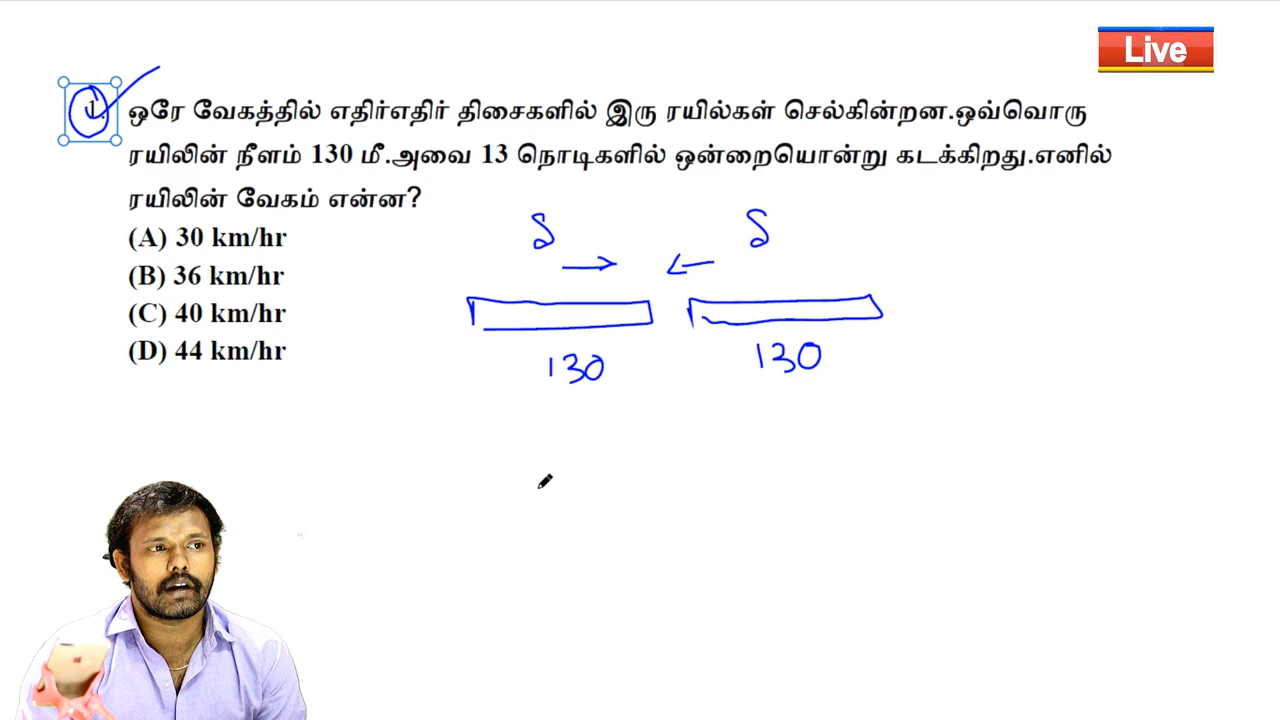 Live
1. ஒரே வேகத்தில் எதிர்எதிர் திசைகளில் இரு ரயில்கள் செல்கின்றன.ஒவ்வொரு
ரயிலின் நீளம் 130 மீ.அவை 13 நொடிகளில் ஒன்றையொன்று கடக்கிறது.எனில்
ரயிலின் வேகம் என்ன?
(A) 30 km/hr
(B) 36 km/hr
(C) 40 km/hr
(D) 44 km/hr
S S
130 130